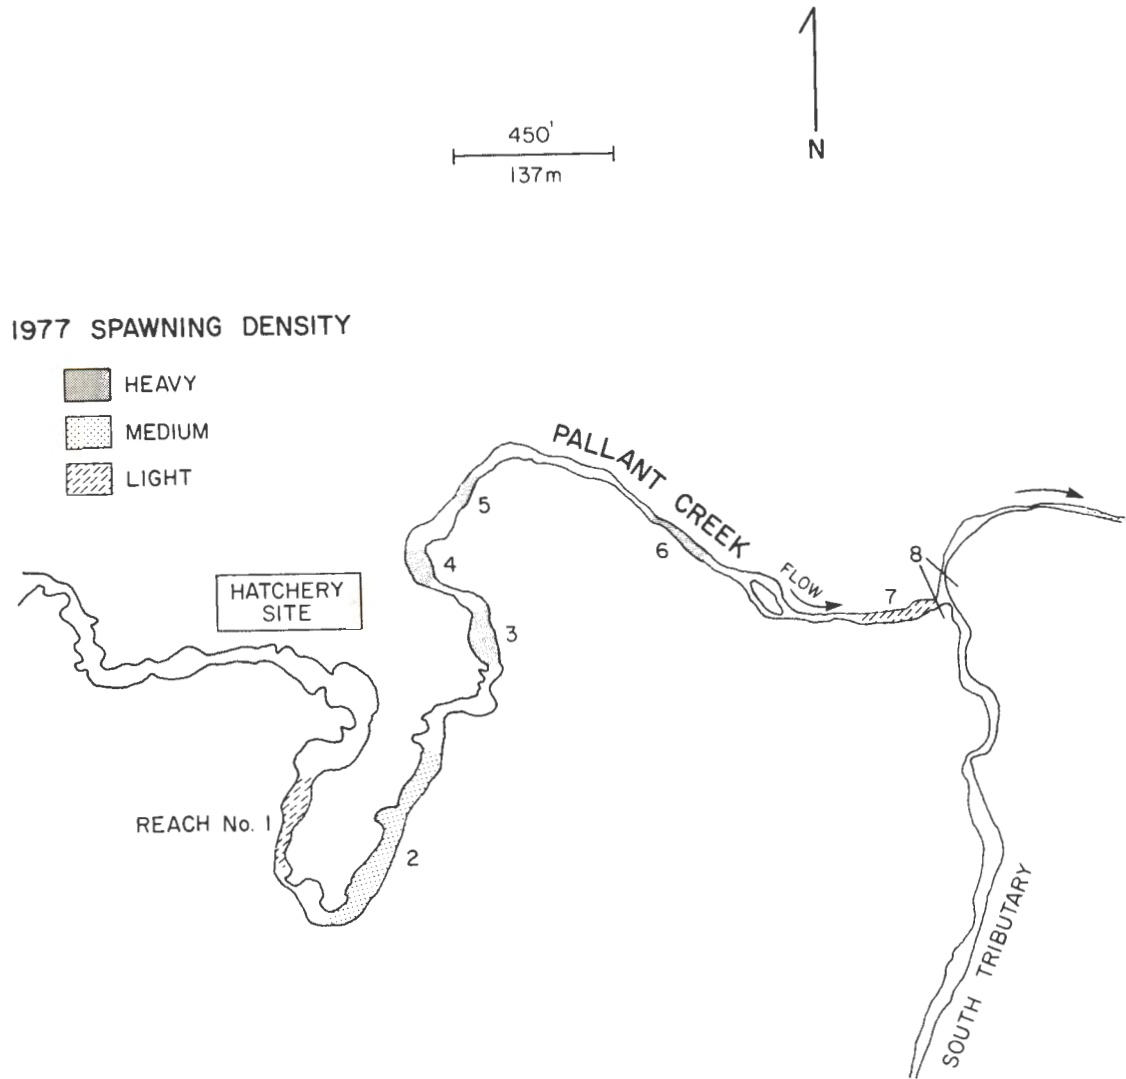 450'
137m
N
1977 SPAWNING DENSITY
HEAVY
MEDIUM
LIGHT
PALLANT CREEK
5
6
4
HATCHERY
SITE
FLOW
8
7
3
REACH No. 1
2
SOUTH TRIBUTARY